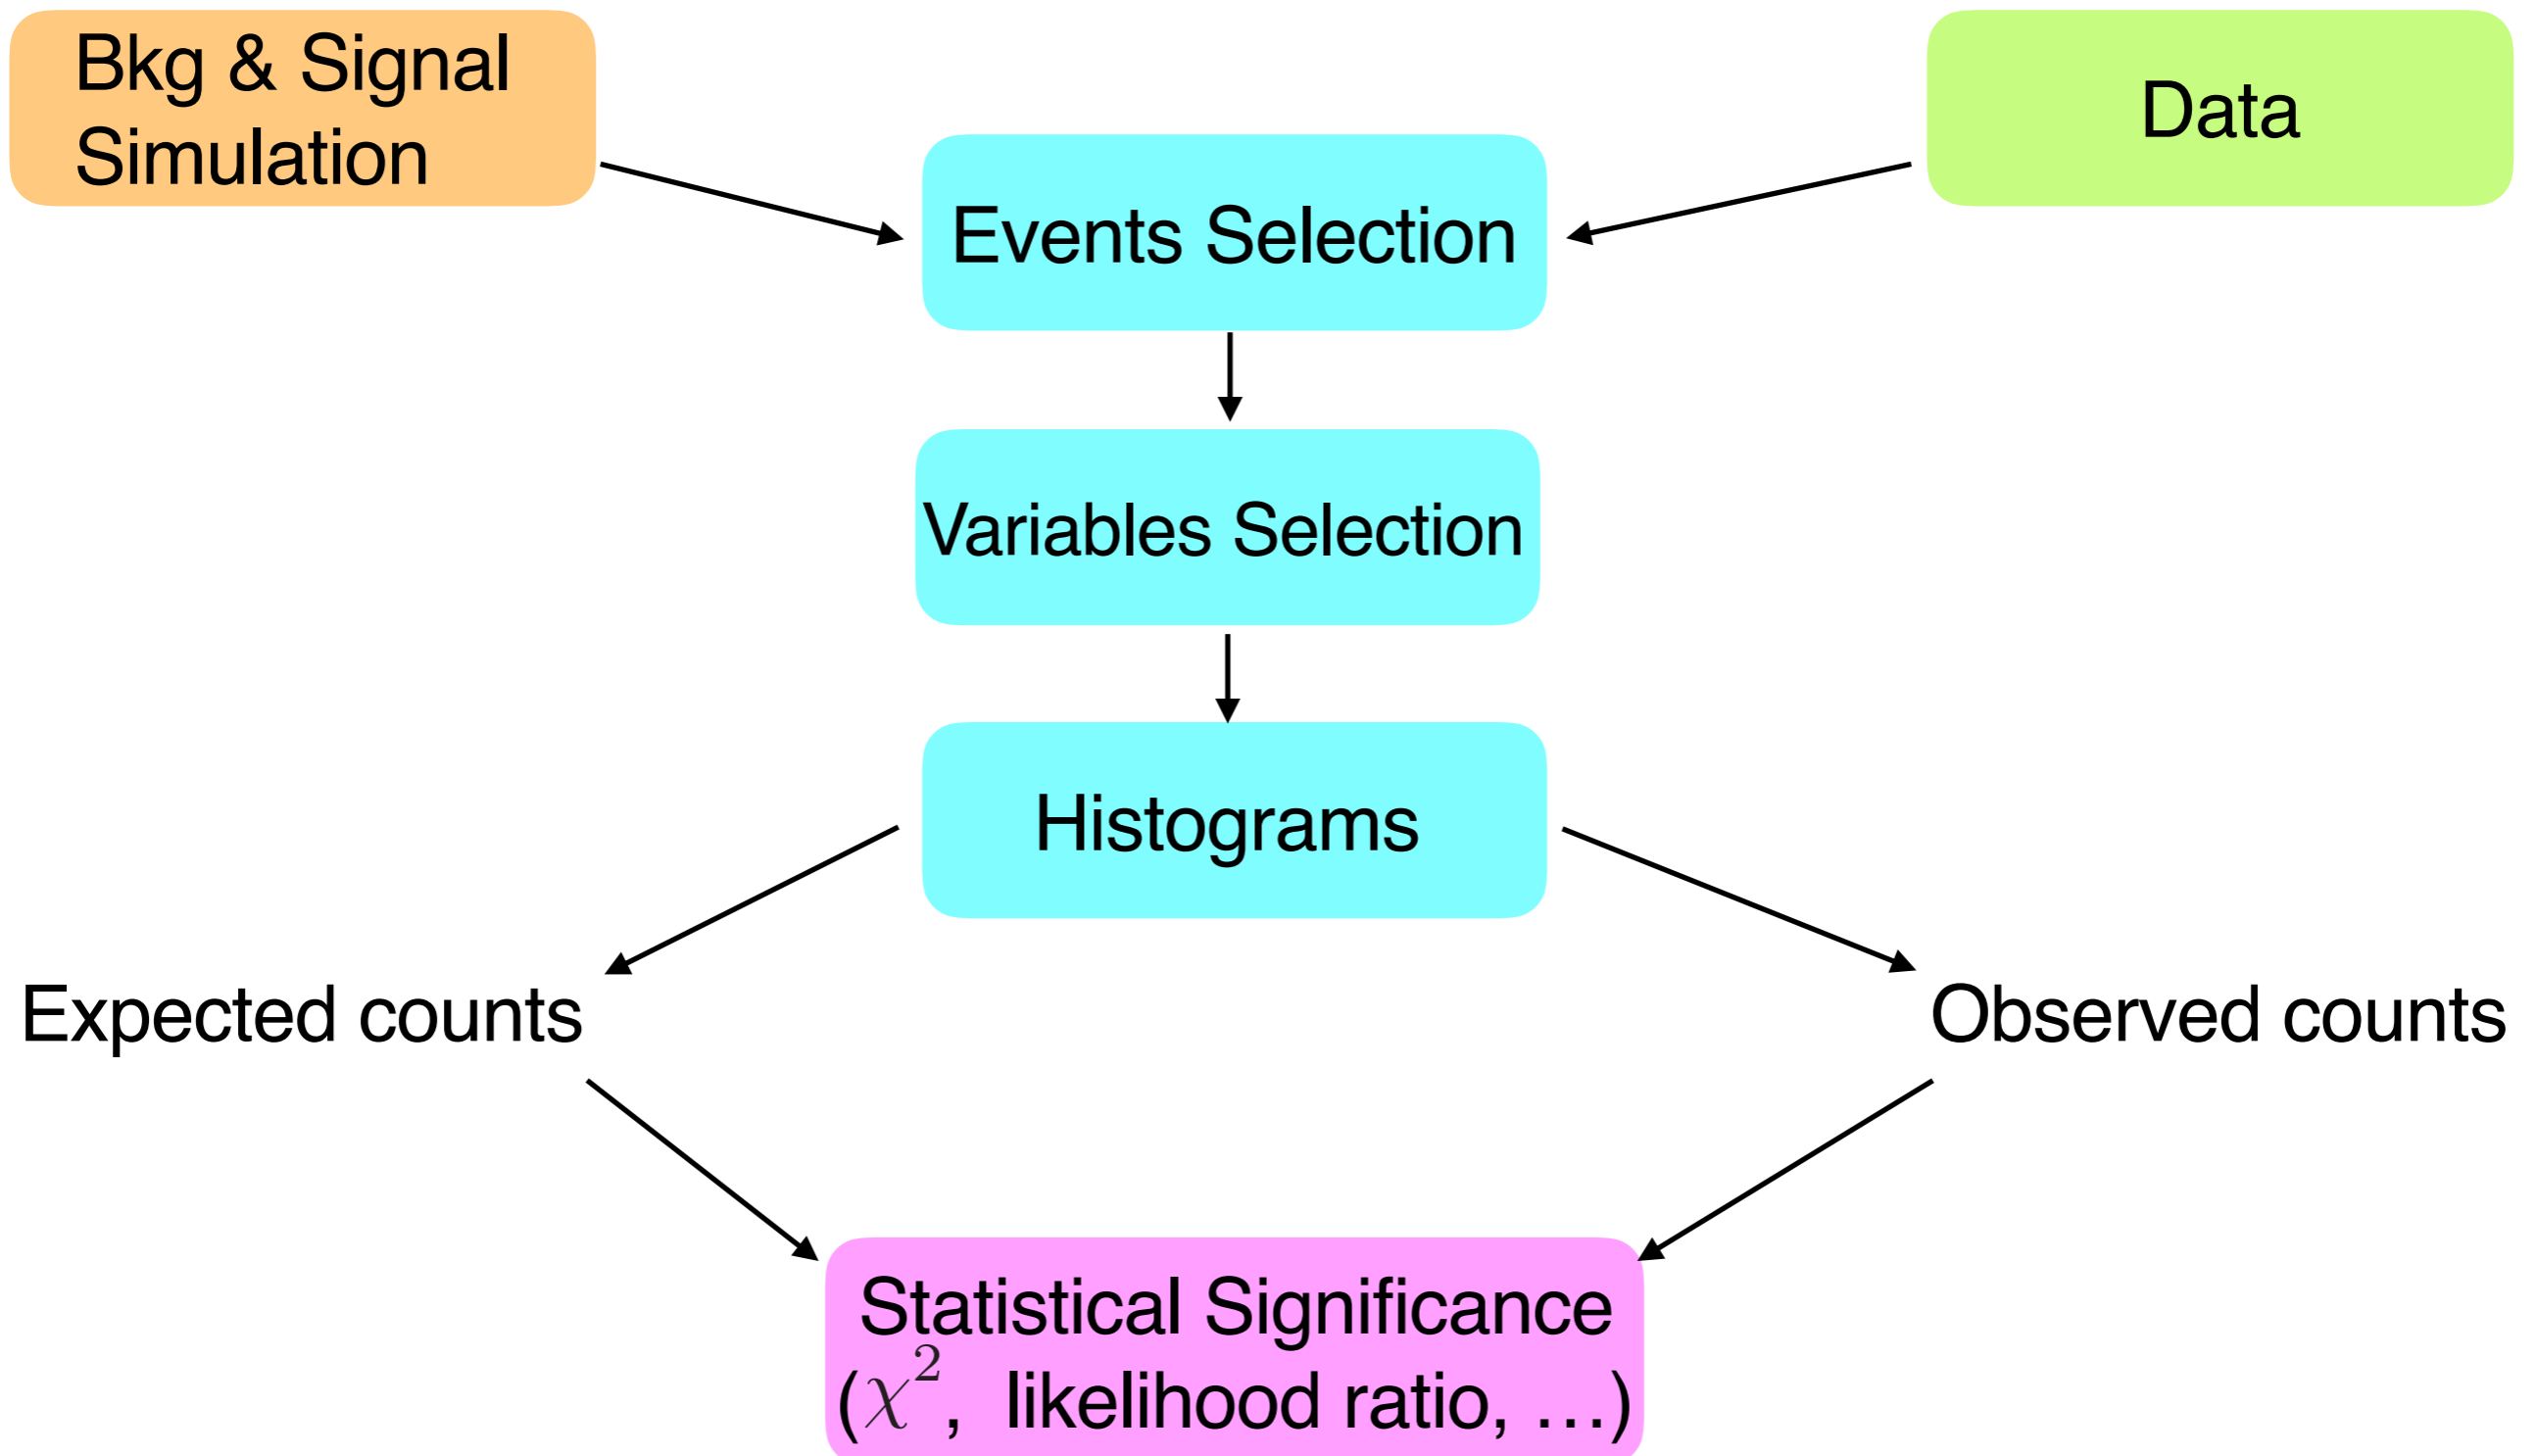 Bkg & Signal
Simulation
Data
Events Selection
Variables Selection
Histograms
Expected counts
Observed counts
Statistical Significance
(χ², likelihood ratio, …)